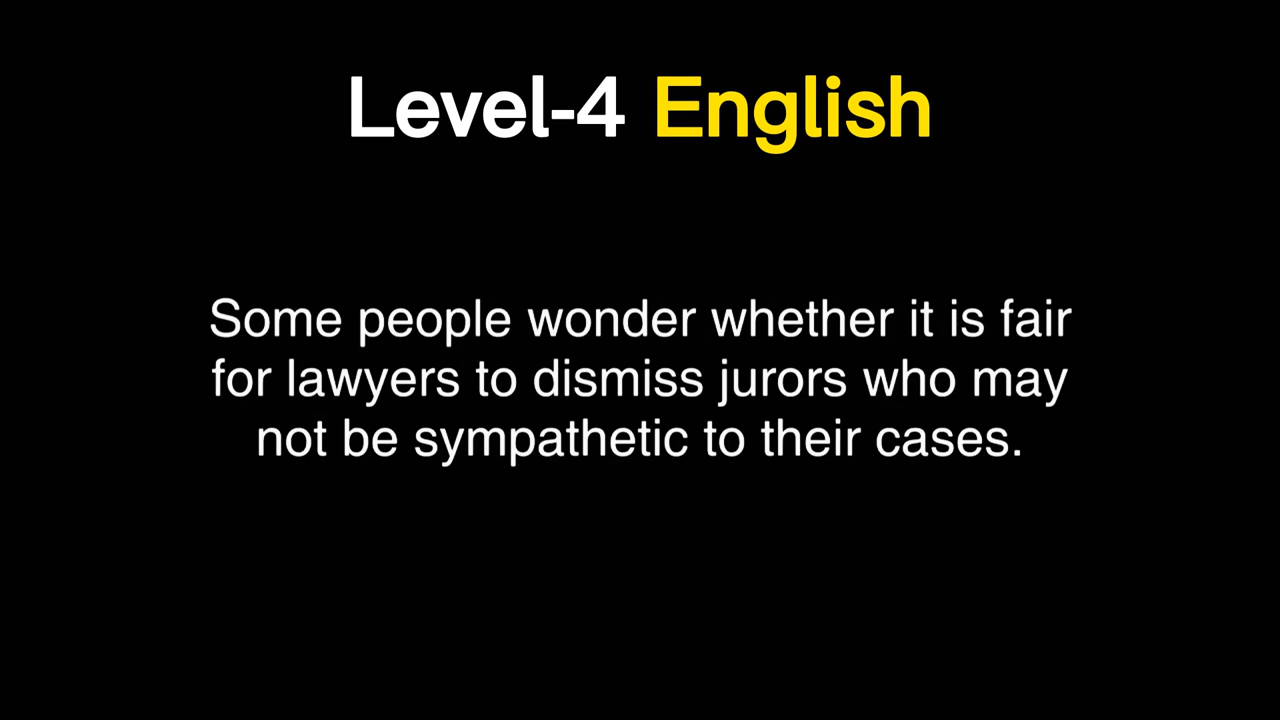 Level-4 English
Some people wonder whether it is fair
for lawyers to dismiss jurors who may
not be sympathetic to their cases.